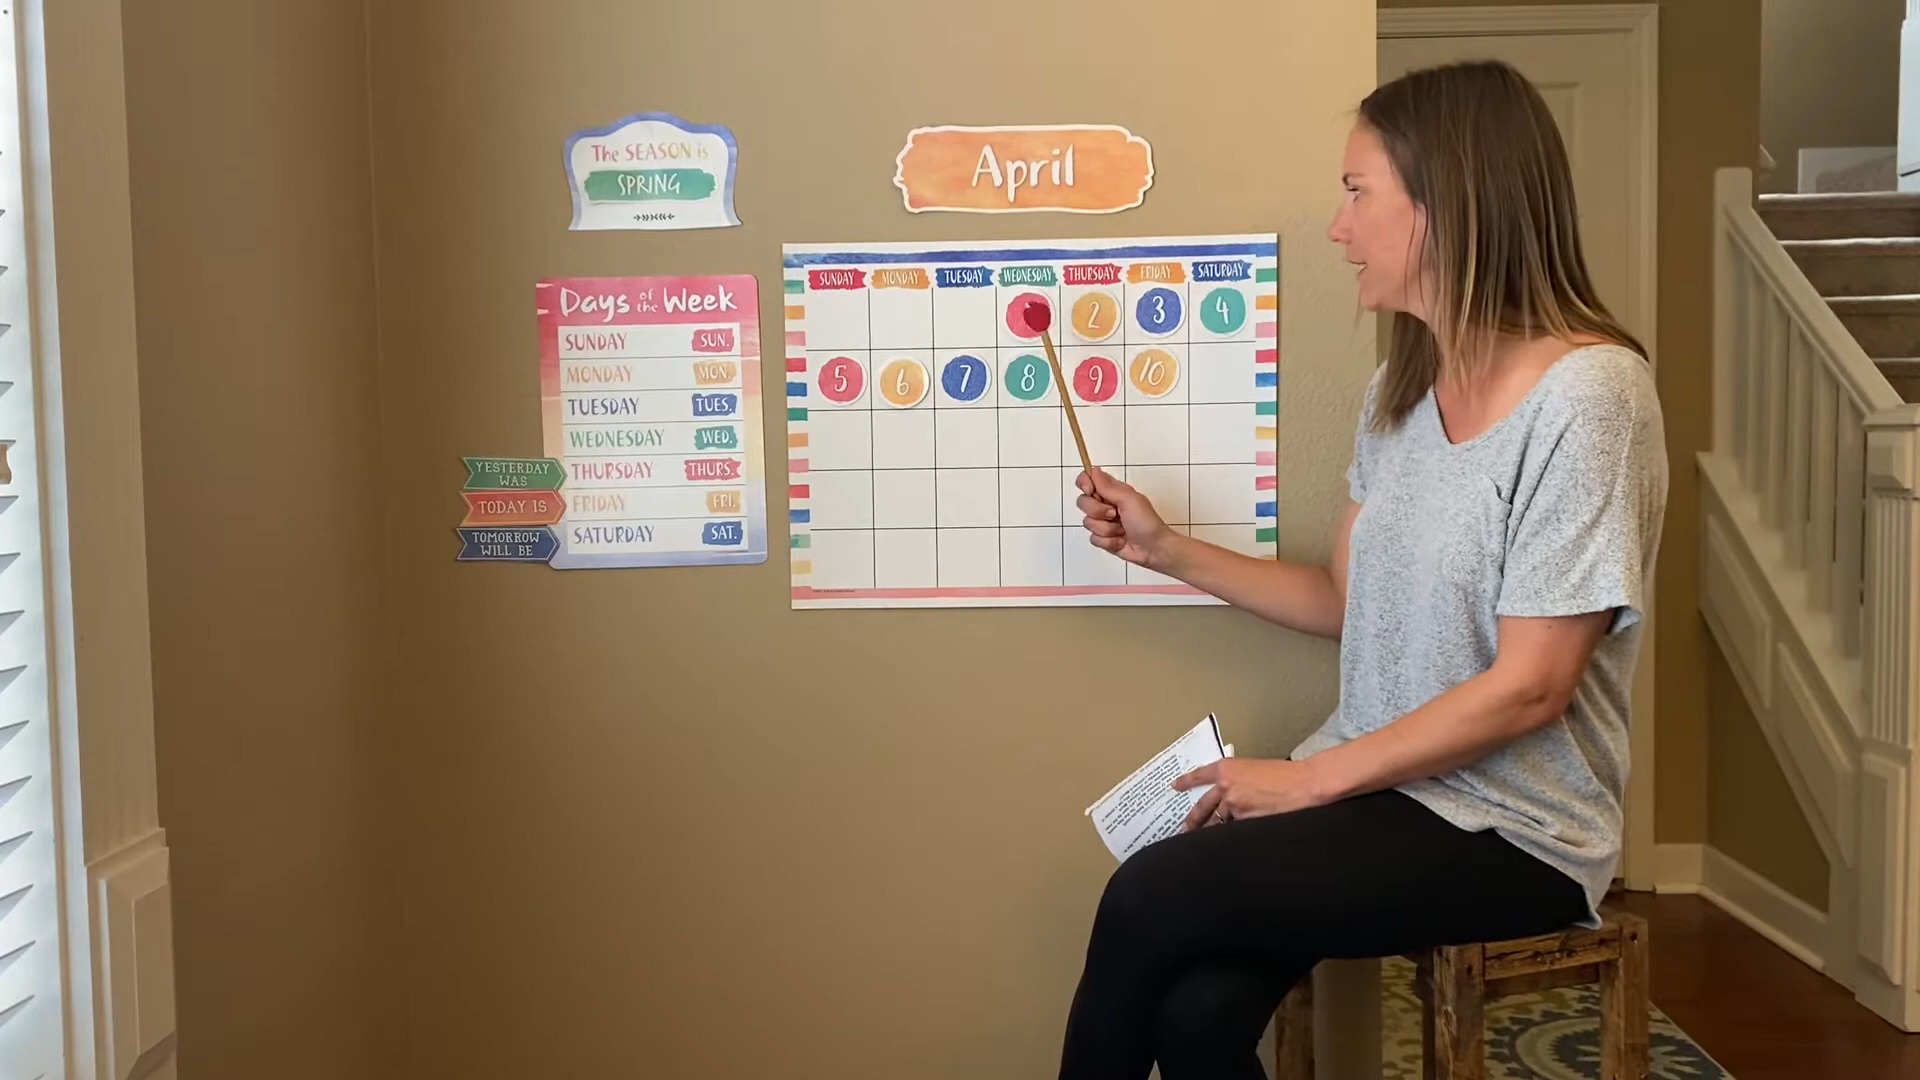 The SEASON is
SPRING
April
Days of the Week
SUNDAY SUN.
MONDAY MON.
TUESDAY TUES.
WEDNESDAY WED.
THURSDAY THURS.
FRIDAY FRI.
SATURDAY SAT.
YESTERDAY
WAS
TODAY IS
TOMORROW
WILL BE
SUNDAY MONDAY TUESDAY WEDNESDAY THURSDAY FRIDAY SATURDAY
2 3 4
5 6 7 8 9 10